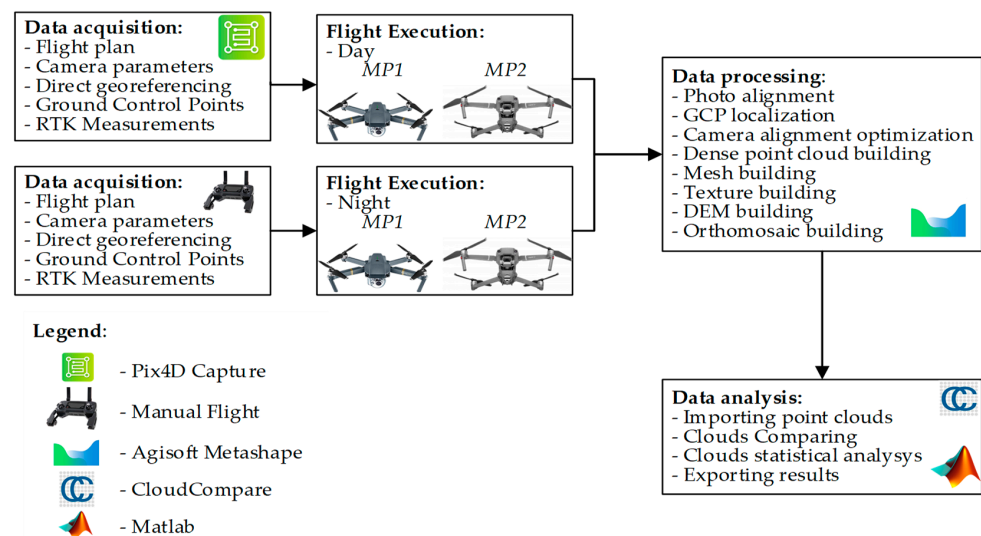 Data acquisition:
- Flight plan
- Camera parameters
- Direct georeferencing
- Ground Control Points
- RTK Measurements
Flight Execution:
- Day
MP1
MP2
Data acquisition:
- Flight plan
- Camera parameters
- Direct georeferencing
- Ground Control Points
- RTK Measurements
Flight Execution:
- Night
MP1
MP2
Data processing:
- Photo alignment
- GCP localization
- Camera alignment optimization
- Dense point cloud building
- Mesh building
- Texture building
- DEM building
- Orthomosaic building
Data analysis:
- Importing point clouds
- Clouds Comparing
- Clouds statistical analysys
- Exporting results
CC
Legend:
- Pix4D Capture
- Manual Flight
- Agisoft Metashape
CC
- CloudCompare
- Matlab